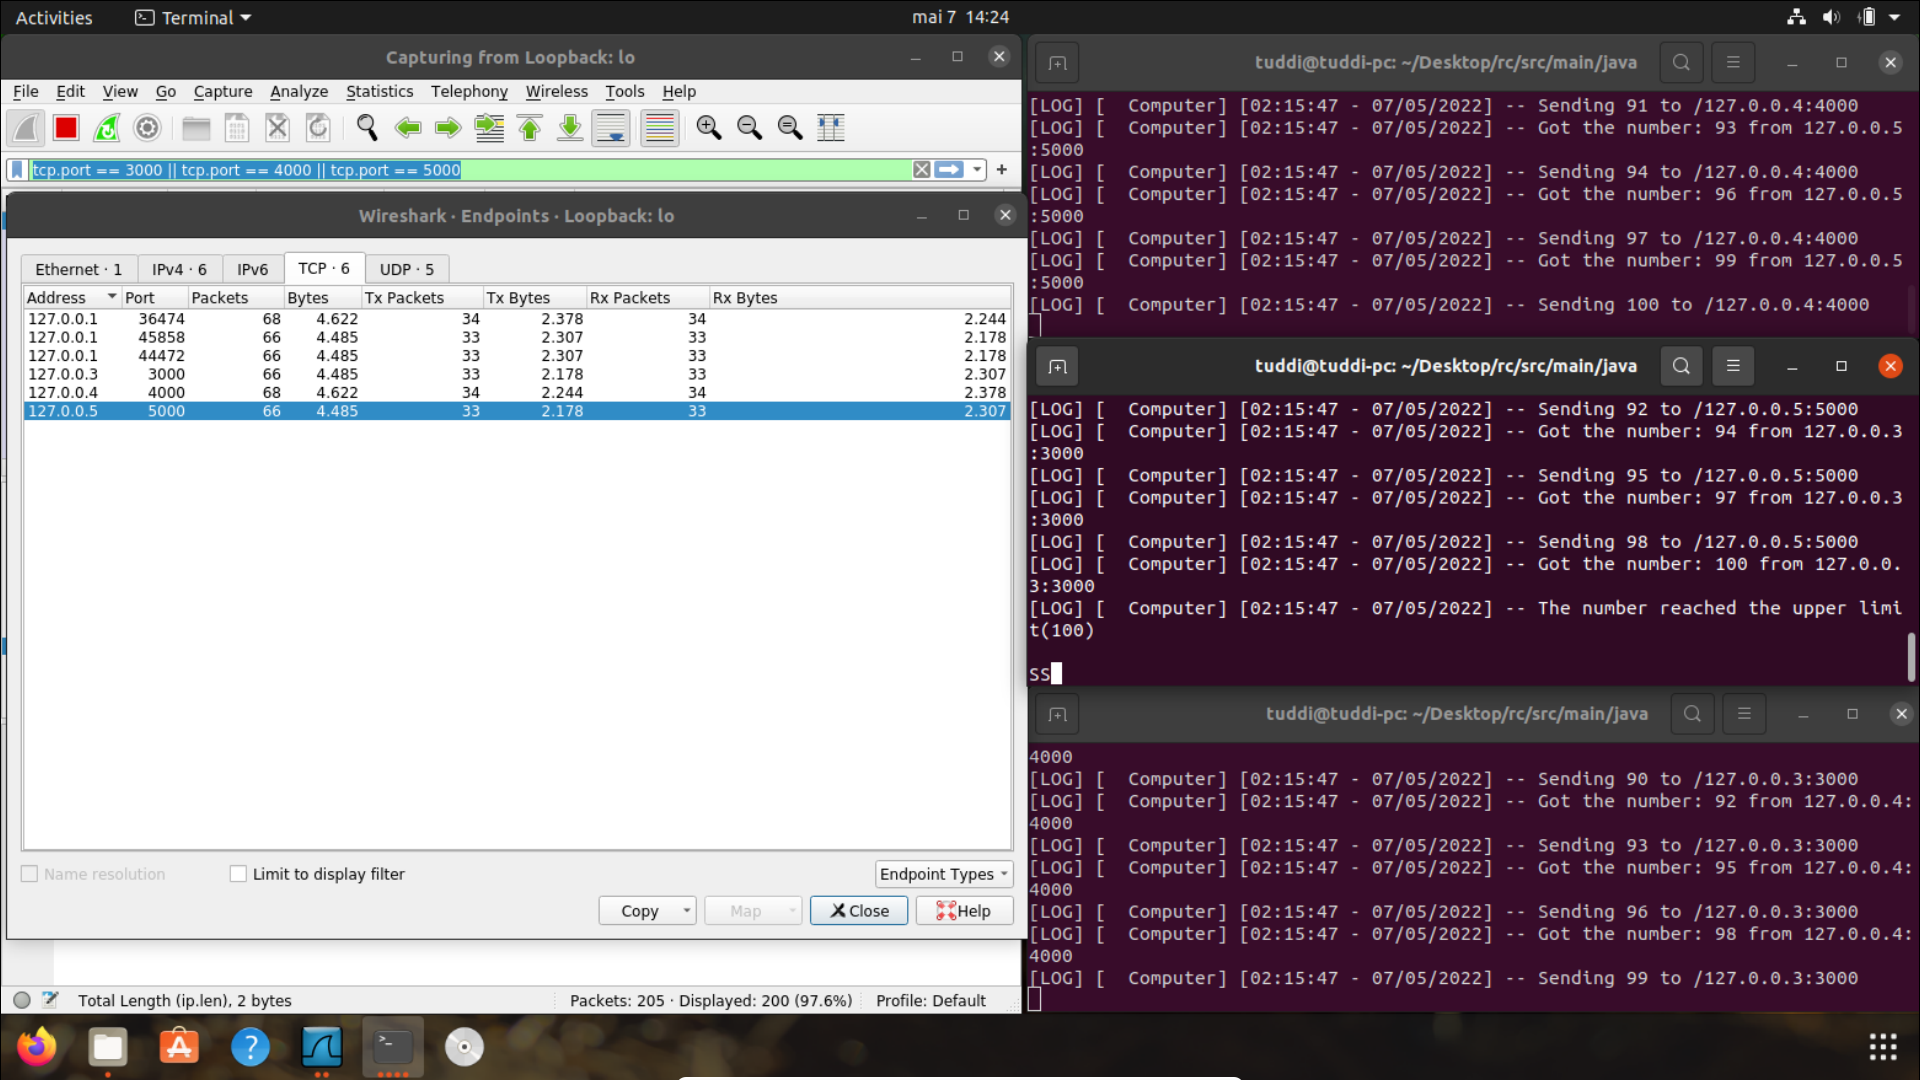 Activities
Terminal
mai 7 14:24
Capturing from Loopback: lo
File Edit View Go Capture Analyze Statistics Telephony Wireless Tools Help
tcp.port == 3000 || tcp.port == 4000 || tcp.port == 5000
Wireshark · Endpoints · Loopback: lo
Ethernet · 1 IPv4 · 6 IPv6 TCP · 6 UDP · 5
Address Port Packets Bytes Tx Packets Tx Bytes Rx Packets Rx Bytes
127.0.0.1 36474 68 4.622 34 2.378 34 2.244
127.0.0.1 45858 66 4.485 33 2.307 33 2.178
127.0.0.1 44472 66 4.485 33 2.307 33 2.178
127.0.0.3 3000 66 4.485 33 2.178 33 2.307
127.0.0.4 4000 68 4.622 34 2.244 34 2.378
127.0.0.5 5000 66 4.485 33 2.178 33 2.307
Name resolution Limit to display filter Endpoint Types
Copy Map Close Help
Total Length (ip.len), 2 bytes Packets: 205 · Displayed: 200 (97.6%) Profile: Default
tuddi@tuddi-pc: ~/Desktop/rc/src/main/java
[LOG] [  Computer] [02:15:47 - 07/05/2022] -- Sending 91 to /127.0.0.4:4000
[LOG] [  Computer] [02:15:47 - 07/05/2022] -- Got the number: 93 from 127.0.0.5
:5000
[LOG] [  Computer] [02:15:47 - 07/05/2022] -- Sending 94 to /127.0.0.4:4000
[LOG] [  Computer] [02:15:47 - 07/05/2022] -- Got the number: 96 from 127.0.0.5
:5000
[LOG] [  Computer] [02:15:47 - 07/05/2022] -- Sending 97 to /127.0.0.4:4000
[LOG] [  Computer] [02:15:47 - 07/05/2022] -- Got the number: 99 from 127.0.0.5
:5000
[LOG] [  Computer] [02:15:47 - 07/05/2022] -- Sending 100 to /127.0.0.4:4000
tuddi@tuddi-pc: ~/Desktop/rc/src/main/java
[LOG] [  Computer] [02:15:47 - 07/05/2022] -- Sending 92 to /127.0.0.5:5000
[LOG] [  Computer] [02:15:47 - 07/05/2022] -- Got the number: 94 from 127.0.0.3
:3000
[LOG] [  Computer] [02:15:47 - 07/05/2022] -- Sending 95 to /127.0.0.5:5000
[LOG] [  Computer] [02:15:47 - 07/05/2022] -- Got the number: 97 from 127.0.0.3
:3000
[LOG] [  Computer] [02:15:47 - 07/05/2022] -- Sending 98 to /127.0.0.5:5000
[LOG] [  Computer] [02:15:47 - 07/05/2022] -- Got the number: 100 from 127.0.0.
3:3000
[LOG] [  Computer] [02:15:47 - 07/05/2022] -- The number reached the upper limi
t(100)
SS
tuddi@tuddi-pc: ~/Desktop/rc/src/main/java
4000
[LOG] [  Computer] [02:15:47 - 07/05/2022] -- Sending 90 to /127.0.0.3:3000
[LOG] [  Computer] [02:15:47 - 07/05/2022] -- Got the number: 92 from 127.0.0.4:
4000
[LOG] [  Computer] [02:15:47 - 07/05/2022] -- Sending 93 to /127.0.0.3:3000
[LOG] [  Computer] [02:15:47 - 07/05/2022] -- Got the number: 95 from 127.0.0.4:
4000
[LOG] [  Computer] [02:15:47 - 07/05/2022] -- Sending 96 to /127.0.0.3:3000
[LOG] [  Computer] [02:15:47 - 07/05/2022] -- Got the number: 98 from 127.0.0.4:
4000
[LOG] [  Computer] [02:15:47 - 07/05/2022] -- Sending 99 to /127.0.0.3:3000